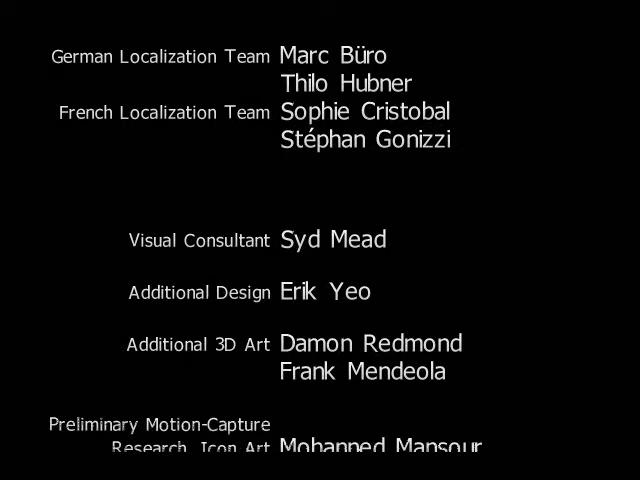 German Localization Team Marc Büro
Thilo Hubner
French Localization Team Sophie Cristobal
Stéphan Gonizzi
Visual Consultant Syd Mead
Additional Design Erik Yeo
Additional 3D Art Damon Redmond
Frank Mendeola
Preliminary Motion-Capture
Research, Icon Art Mohanned Mansour